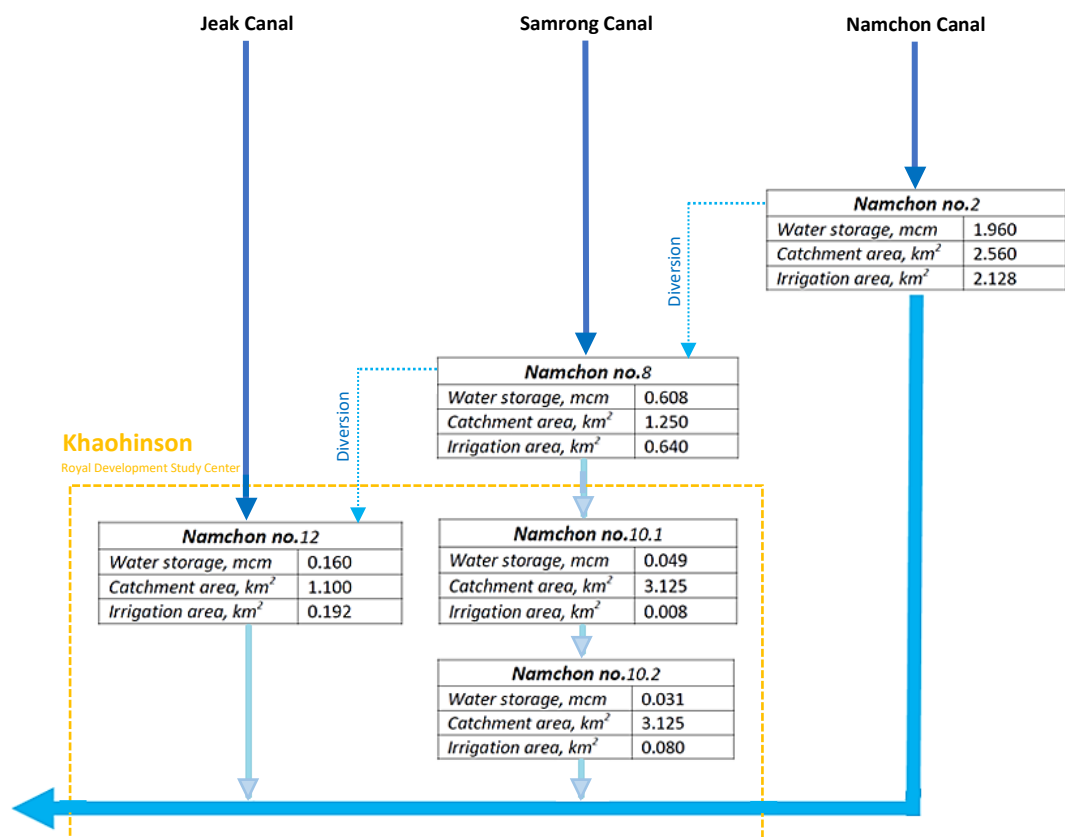 Jeak Canal
Samrong Canal
Namchon Canal
Namchon no.2
Water storage, mcm 1.960
Catchment area, km² 2.560
Irrigation area, km² 2.128
Diversion
Namchon no.8
Water storage, mcm 0.608
Catchment area, km² 1.250
Irrigation area, km² 0.640
Diversion
Khaohinson
Royal Development Study Center
Namchon no.12
Water storage, mcm 0.160
Catchment area, km² 1.100
Irrigation area, km² 0.192
Namchon no.10.1
Water storage, mcm 0.049
Catchment area, km² 3.125
Irrigation area, km² 0.008
Namchon no.10.2
Water storage, mcm 0.031
Catchment area, km² 3.125
Irrigation area, km² 0.080